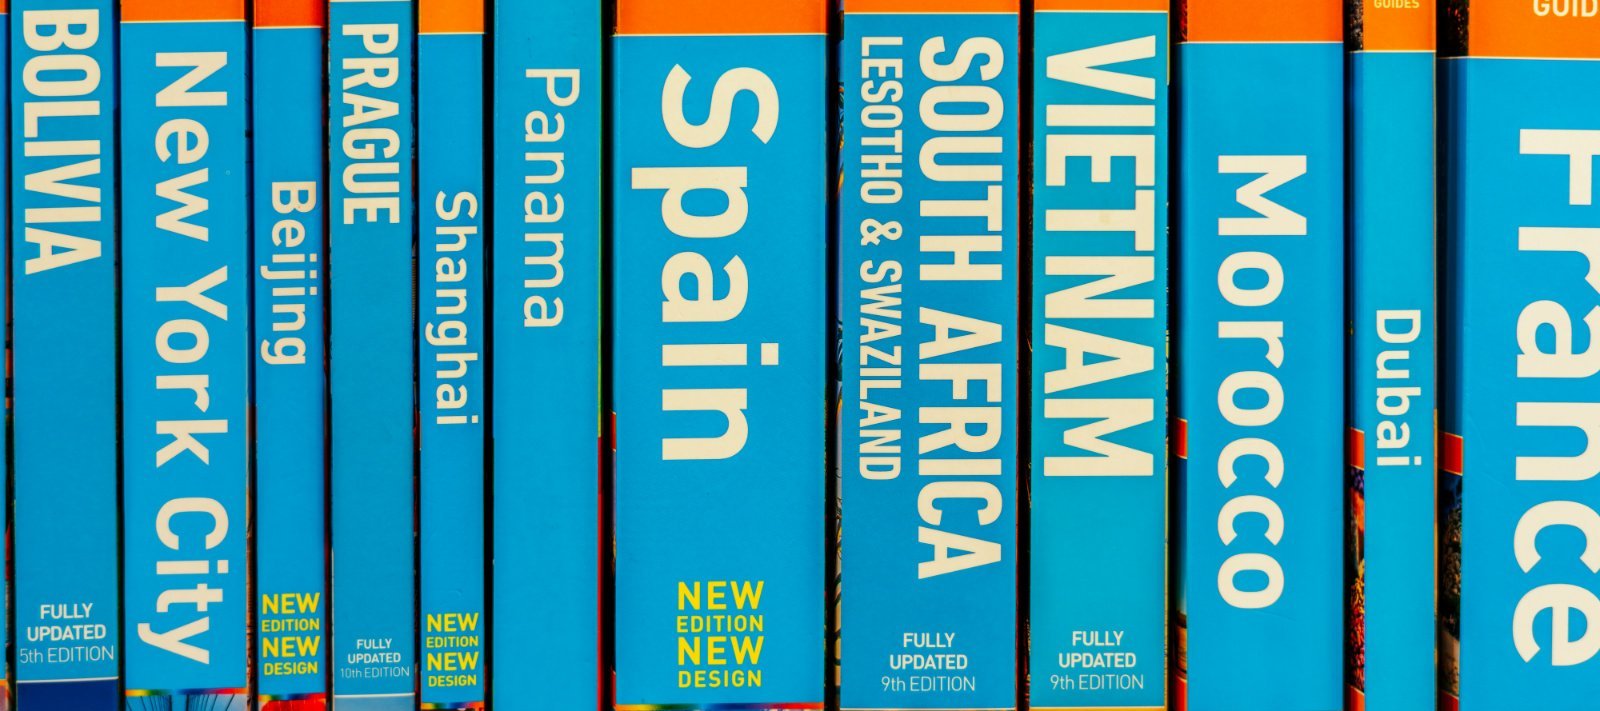 BOLIVIA
FULLY
UPDATED
5th EDITION
New York City
Beijing
NEW
EDITION
NEW
DESIGN
PRAGUE
FULLY
UPDATED
10th EDITION
Shanghai
NEW
EDITION
NEW
DESIGN
Panama
Spain
NEW
EDITION
NEW
DESIGN
SOUTH AFRICA
LESOTHO & SWAZILAND
FULLY
UPDATED
9th EDITION
VIETNAM
FULLY
UPDATED
9th EDITION
Morocco
GUIDES
Dubai
France